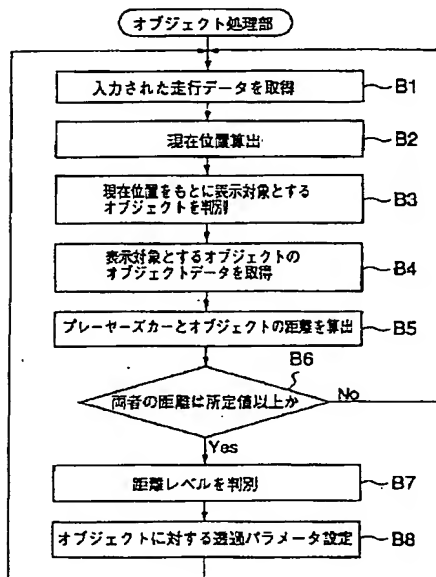 オブジェクト処理部
入力された走行データを取得
B1
現在位置算出
B2
現在位置をもとに表示対象とする
オブジェクトを判別
B3
表示対象とするオブジェクトの
オブジェクトデータを取得
B4
プレーヤーズカーとオブジェクトの距離を算出
B5
B6
両者の距離は所定値以上か
No
Yes
距離レベルを判別
B7
オブジェクトに対する透過パラメータ設定
B8